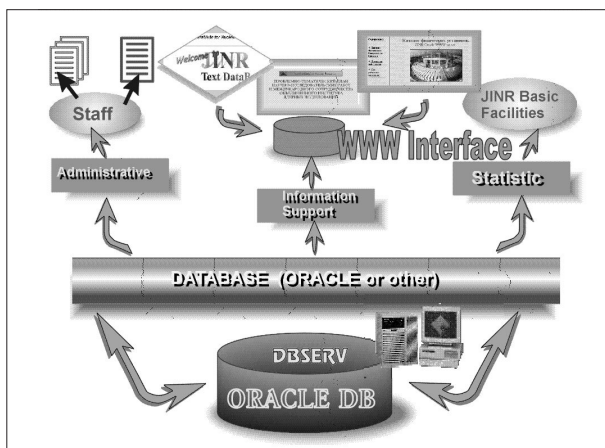 Welcome
JINR
Text DataB
Staff
JINR Basic
Facilities
WWW Interface
Administrative
Information
Support
Statistic
DATABASE (ORACLE or other)
DBSERV
ORACLE DB